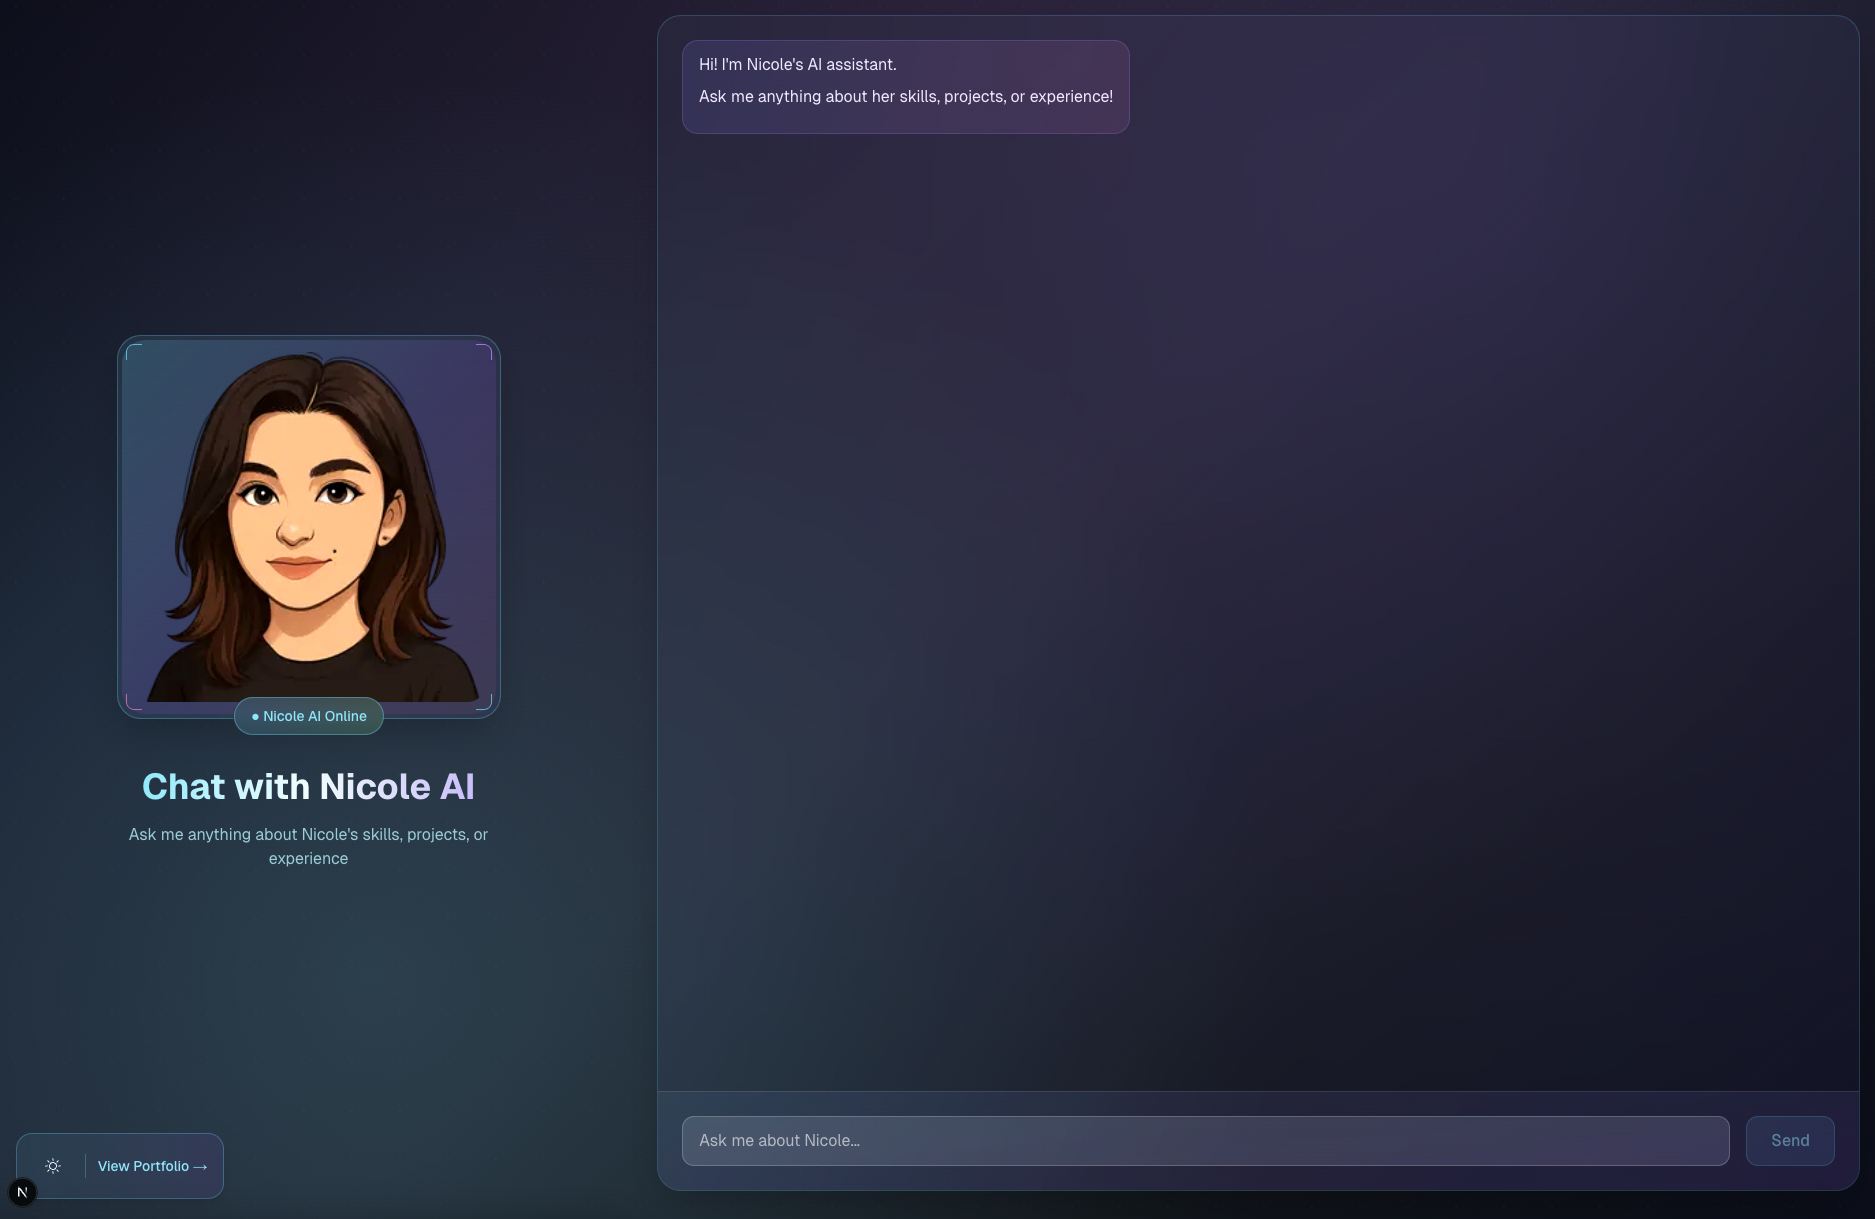 Hi! I'm Nicole's AI assistant.
Ask me anything about her skills, projects, or experience!
● Nicole AI Online
Chat with Nicole AI
Ask me anything about Nicole's skills, projects, or
experience
Ask me about Nicole...
Send
View Portfolio →
N